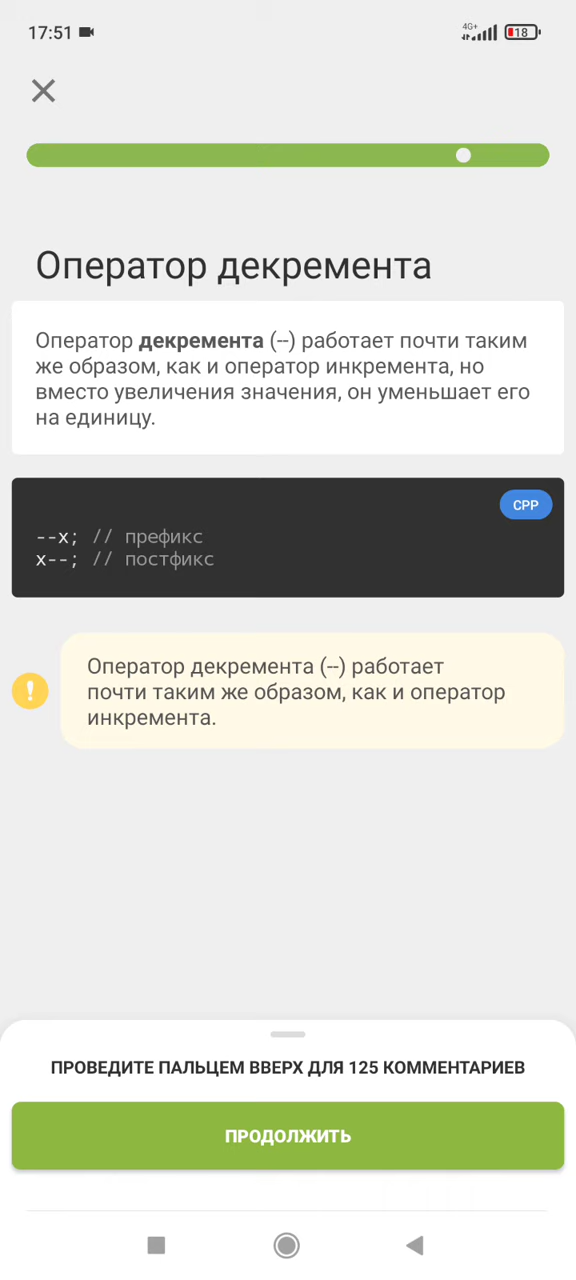 17:51
4G+
18
Оператор декремента
Оператор декремента (--) работает почти таким
же образом, как и оператор инкремента, но
вместо увеличения значения, он уменьшает его
на единицу.
CPP
--x; // префикс
x--; // постфикс
Оператор декремента (--) работает
почти таким же образом, как и оператор
инкремента.
ПРОВЕДИТЕ ПАЛЬЦЕМ ВВЕРХ ДЛЯ 125 КОММЕНТАРИЕВ
ПРОДОЛЖИТЬ